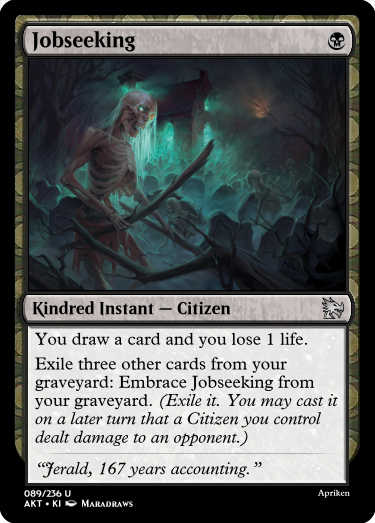 Jobseeking
Kindred Instant — Citizen
You draw a card and you lose 1 life.
Exile three other cards from your
graveyard: Embrace Jobseeking from
your graveyard. (Exile it. You may cast it
on a later turn that a Citizen you control
dealt damage to an opponent.)
“Jerald, 167 years accounting.”
089/236 U
Apriken
AKT • KI Maradraws